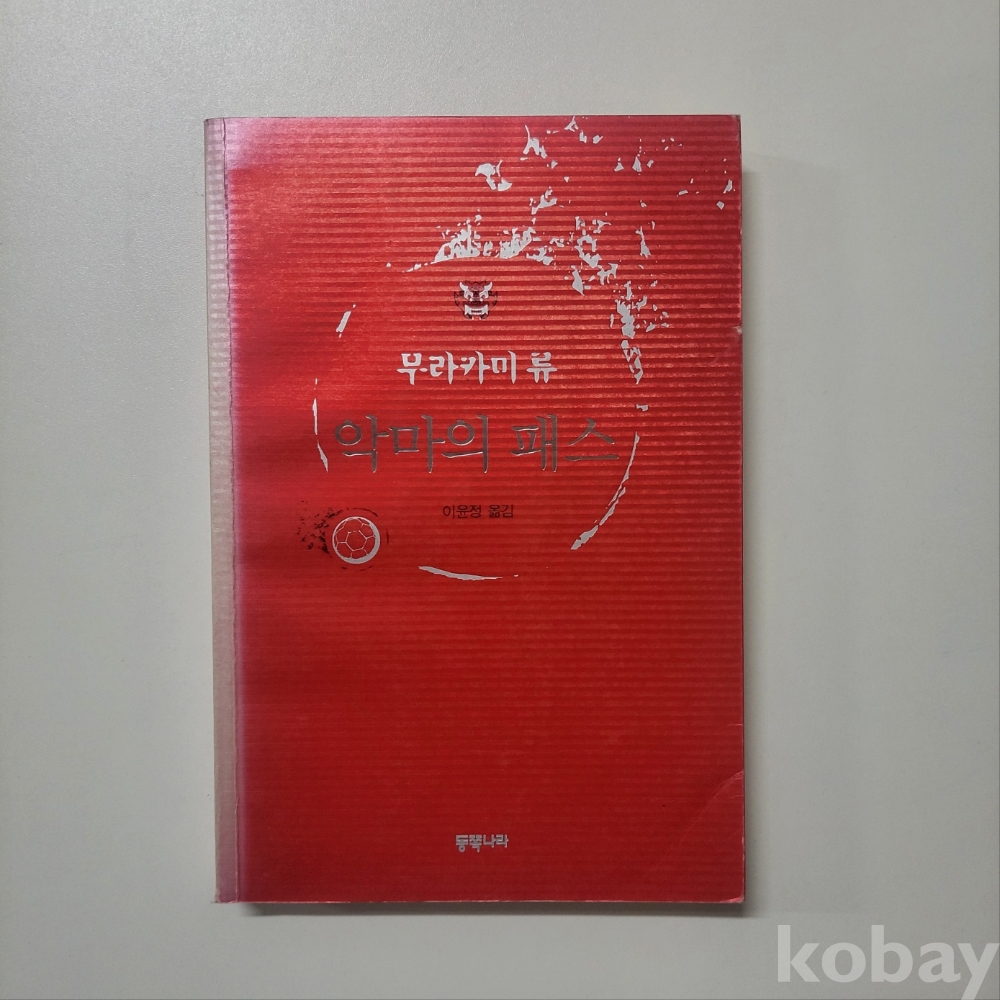 무라카미 류
악마의 패스
이윤정 옮김
동쪽나라
kobay